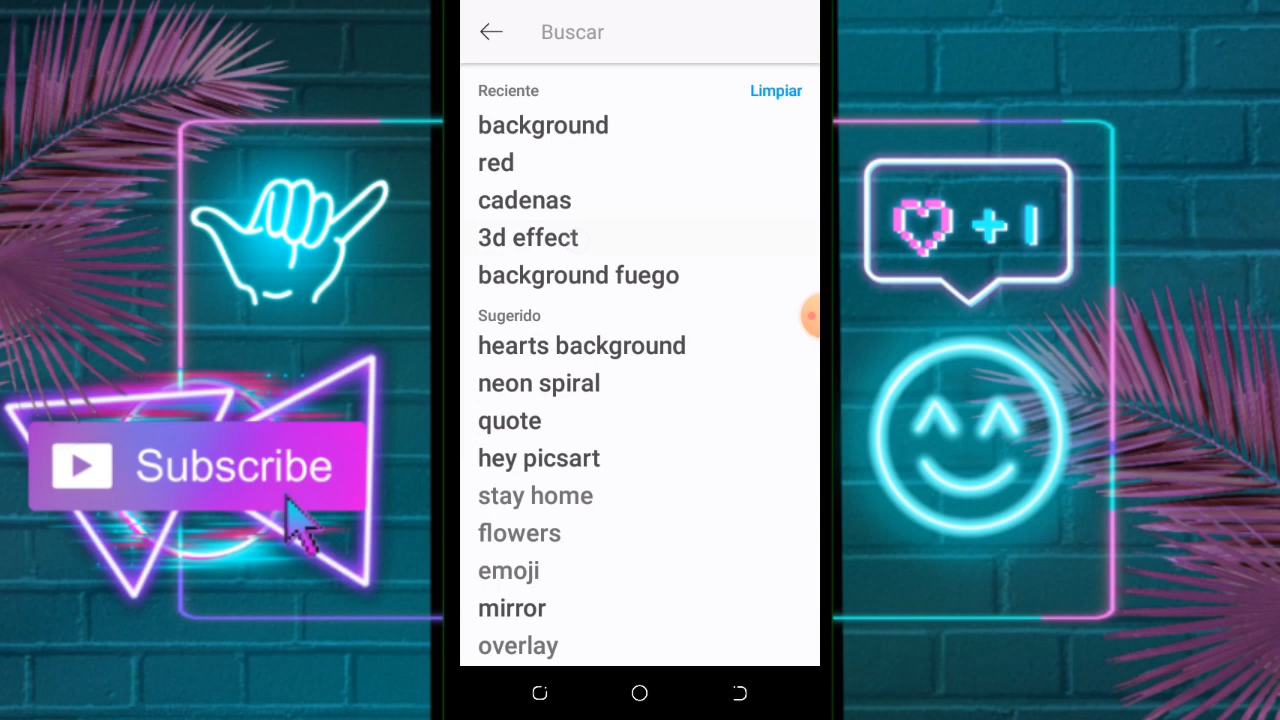 Buscar
Reciente
Limpiar
background
red
cadenas
3d effect
background fuego
Sugerido
hearts background
neon spiral
quote
hey picsart
stay home
flowers
emoji
mirror
overlay
Subscribe
+ 1